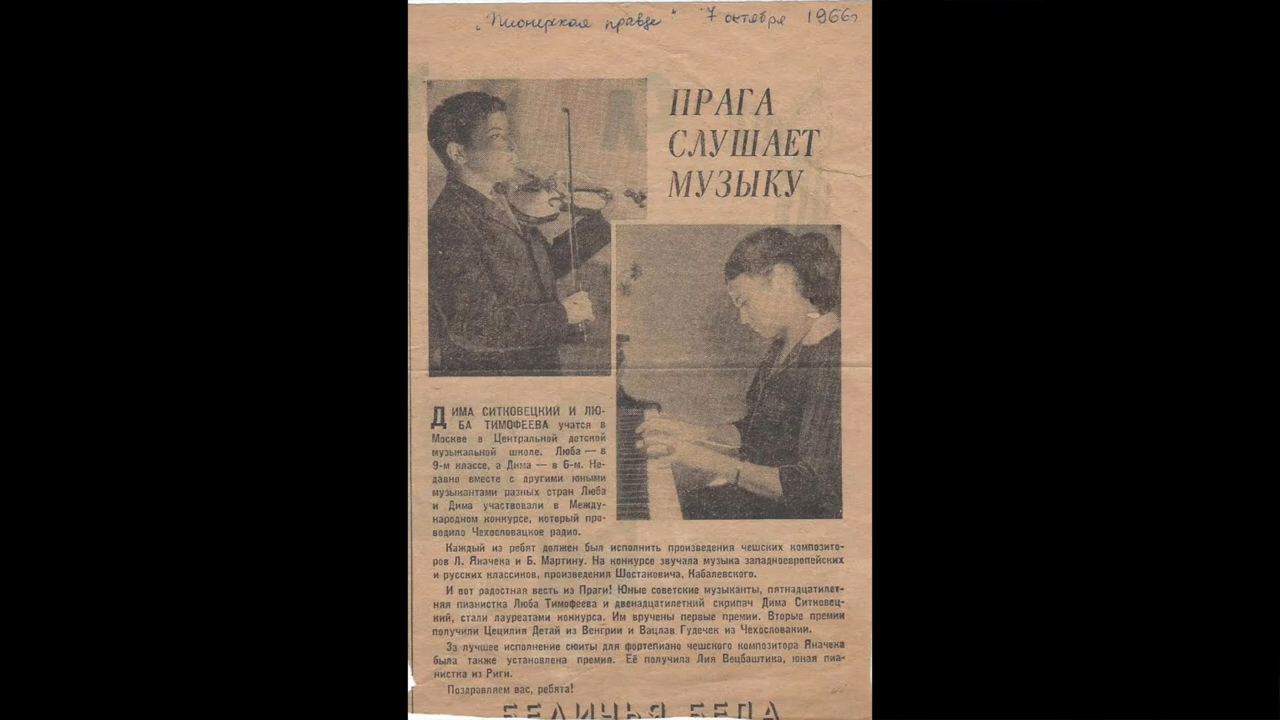 „Пионерская правда" 7 октября 1966г
ПРАГА
СЛУШАЕТ
МУЗЫКУ
ДИМА СИТКОВЕЦКИЙ И ЛЮ-
БА ТИМОФЕЕВА учатся в
Москве в Центральной детской
музыкальной школе. Люба — в
9-м классе, а Дима — в 6-м. Не-
давно вместе с другими юными
музыкантами разных стран Люба
и Дима участвовали в Между-
народном конкурсе, который про-
водило Чехословацкое радио.
Каждый из ребят должен был исполнить произведения чешских композито-
ров Л. Яначека и Б. Мартину. На конкурсе звучала музыка западноевропейских
и русских классиков, произведения Шостаковича, Кабалевского.
И вот радостная весть из Праги! Юные советские музыканты, пятнадцатилет-
няя пианистка Люба Тимофеева и двенадцатилетний скрипач Дима Ситковец-
кий, стали лауреатами конкурса. Им вручены первые премии. Вторые премии
получили Цецилия Детай из Венгрии и Вацлав Гудечек из Чехословакии.
За лучшее исполнение сюиты для фортепиано чешского композитора Яначека
была также установлена премия. Её получила Лия Вецбаштика, юная пиа-
нистка из Риги.
Поздравляем вас, ребята!
БЕЛИЧЬЯ БЕДА